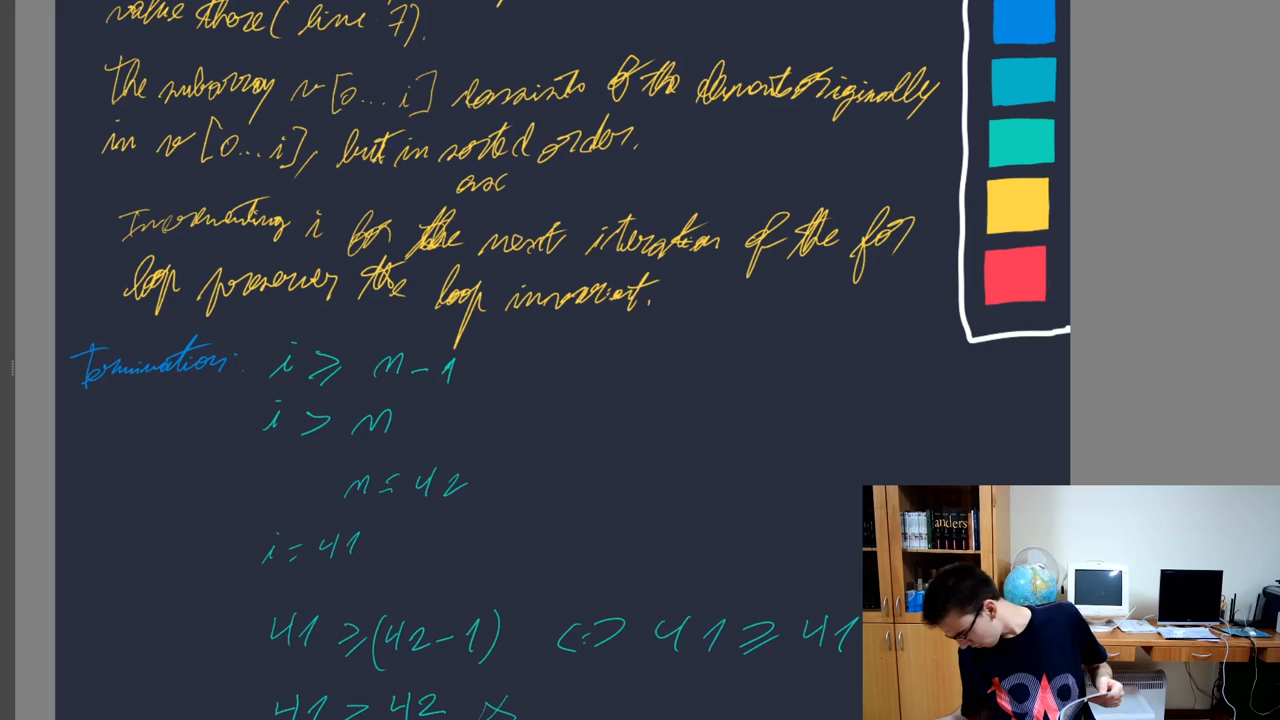 value those (line 7).
The subarray v[0...i] consists of the elements originally
in v[0...i], but in sorted order.
asc
Incrementing i for the next iteration of the for
loop preserves the loop invariant.
Termination: i ≥ n-1
i > n
n = 42
i = 41
41 ≥ (42-1) <=> 41 ≥ 41
41 > 42 ×
anders